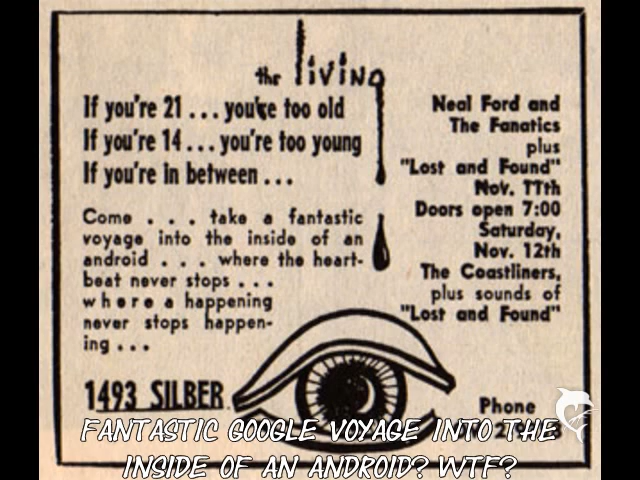 the living
If you're 21 ... you're too old
If you're 14 ... you're too young
If you're in between ...
Come . . . take a fantastic
voyage into the inside of an
android . . . where the heart-
beat never stops ...
where a happening
never stops happen-
ing ...
1493 SILBER
Neal Ford and
The Fanatics
plus
"Lost and Found"
Nov. 11th
Doors open 7:00
Saturday,
Nov. 12th
The Coastliners,
plus sounds of
"Lost and Found"
Phone
FANTASTIC GOOGLE VOYAGE INTO THE
INSIDE OF AN ANDROID? WTF?